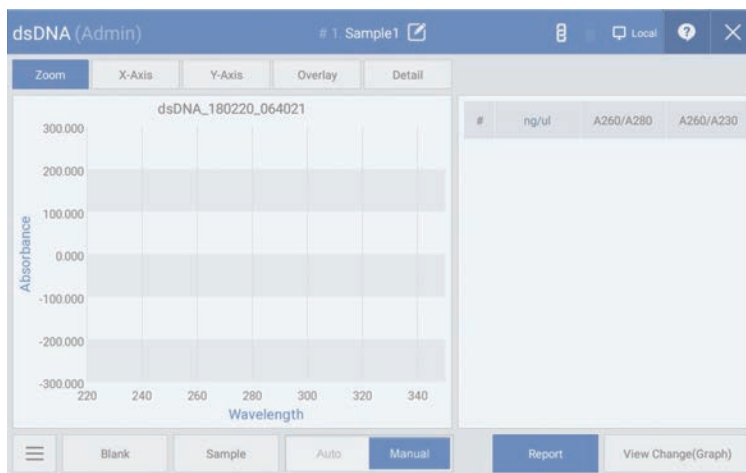 dsDNA (Admin) # 1. Sample1 Local ?
Zoom X-Axis Y-Axis Overlay Detail
dsDNA_180220_064021
# ng/ul A260/A280 A260/A230
Absorbance
300.000
200.000
100.000
0.000
-100.000
-200.000
-300.000
220 240 260 280 300 320 340
Wavelength
Blank Sample Auto Manual Report View Change(Graph)